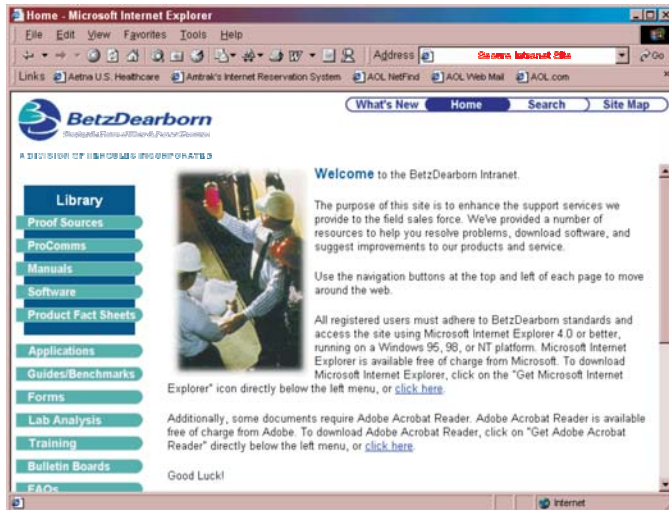 Home - Microsoft Internet Explorer
File Edit View Favorites Tools Help
Address Secure Intranet Site Go
Links Aetna U.S. Healthcare Amtrak's Internet Reservation System AOL NetFind AOL Web Mail AOL.com
What's New Home Search Site Map
BetzDearborn
A DIVISION OF HERCULES INCORPORATED
Library
Proof Sources
ProComms
Manuals
Software
Product Fact Sheets
Applications
Guides/Benchmarks
Forms
Lab Analysis
Training
Bulletin Boards
FAQs
Welcome to the BetzDearborn Intranet.
The purpose of this site is to enhance the support services we
provide to the field sales force. We've provided a number of
resources to help you resolve problems, download software, and
suggest improvements to our products and service.
Use the navigation buttons at the top and left of each page to move
around the web.
All registered users must adhere to BetzDearborn standards and
access the site using Microsoft Internet Explorer 4.0 or better,
running on a Windows 95, 98, or NT platform. Microsoft Internet
Explorer is available free of charge from Microsoft. To download
Microsoft Internet Explorer, click on the "Get Microsoft Internet
Explorer" icon directly below the left menu, or click here.
Additionally, some documents require Adobe Acrobat Reader. Adobe Acrobat Reader is available
free of charge from Adobe. To download Adobe Acrobat Reader, click on "Get Adobe Acrobat
Reader" directly below the left menu, or click here.
Good Luck!
Internet